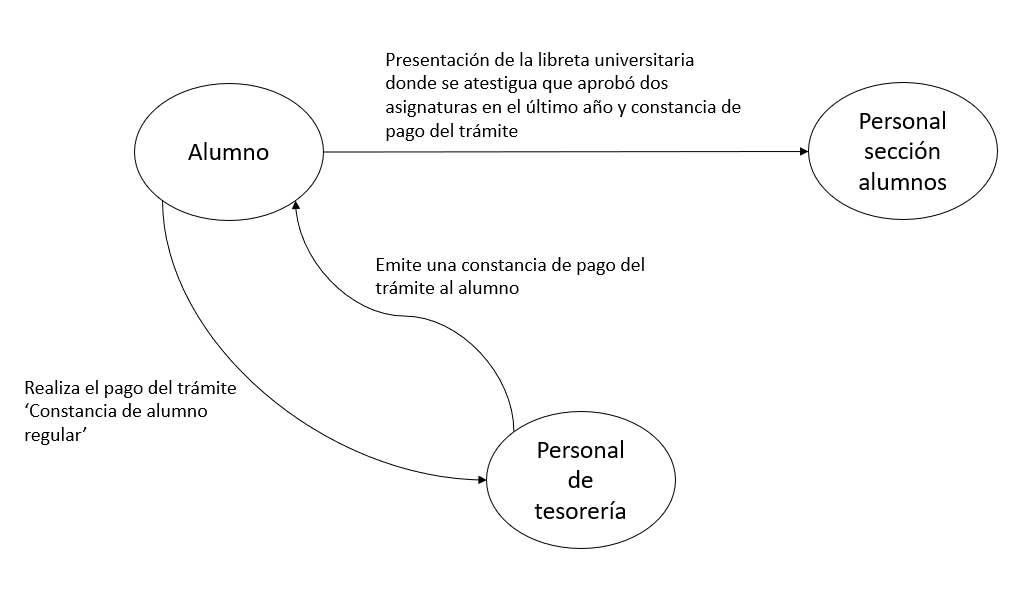 Presentación de la libreta universitaria
donde se atestigua que aprobó dos
asignaturas en el último año y constancia de
pago del trámite
Alumno
Personal
sección
alumnos
Emite una constancia de pago del
trámite al alumno
Realiza el pago del trámite
‘Constancia de alumno
regular’
Personal
de
tesorería